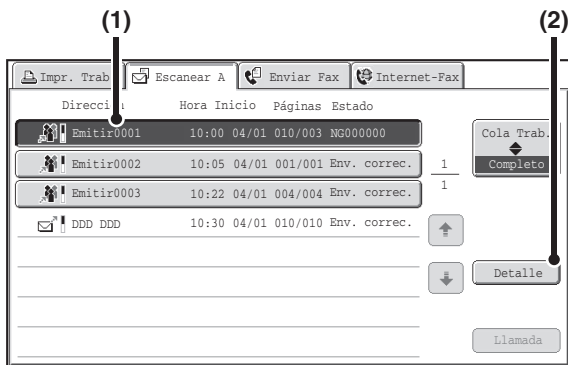 (1) (2)
Impr. Trab Escanear A Enviar Fax Internet-Fax
Dirección Hora Inicio Páginas Estado
Emitir0001 10:00 04/01 010/003 NG000000 Cola Trab.
Completo
Emitir0002 10:05 04/01 001/001 Env. correc. 1
Emitir0003 10:22 04/01 004/004 Env. correc. 1
DDD DDD 10:30 04/01 010/010 Env. correc.
Detalle
Llamada